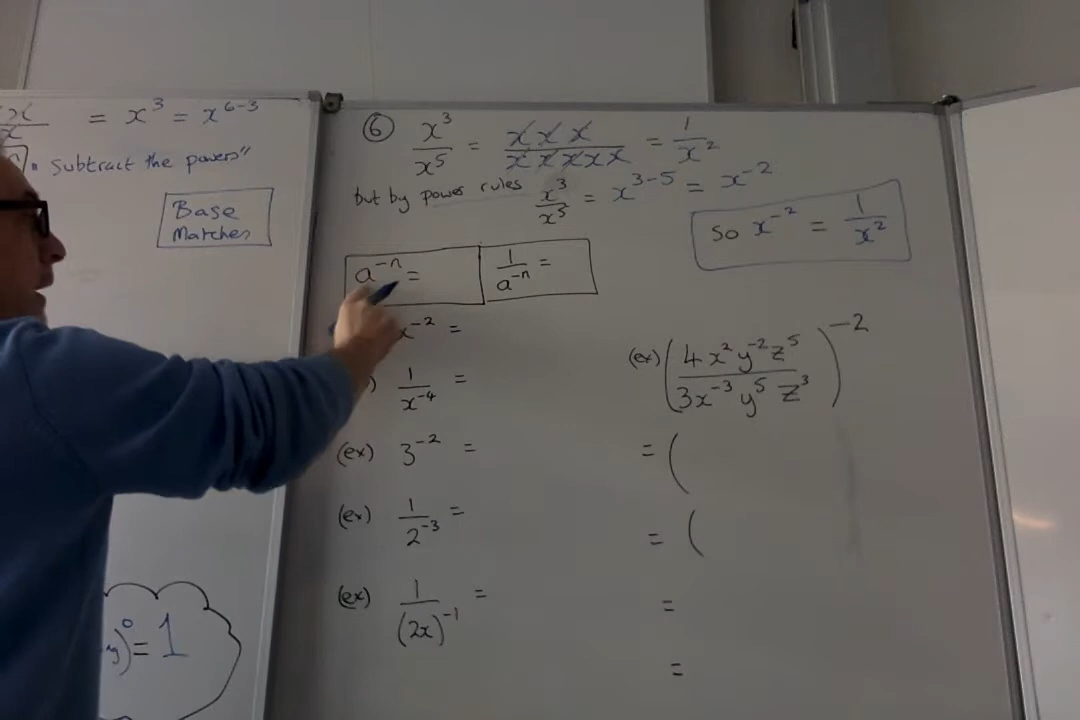 x = x³ = x⁶⁻³
x
" Subtract the powers"
Base
Matches
y)⁰ = 1
⑥ x³/x⁵ = x x x / x x x x x = 1/x²
but by power rules x³/x⁵ = x³⁻⁵ = x⁻²
So x⁻² = 1/x²
a⁻ⁿ = 1/a⁻ⁿ =
x⁻² =
) 1/x⁻⁴ =
(ex) 3⁻² =
(ex) 1/2⁻³ =
(ex) 1/(2x)⁻¹ =
(ex) (4x²y⁻²z⁵ / 3x⁻³y⁵z³)⁻²
= (
= (
=
=